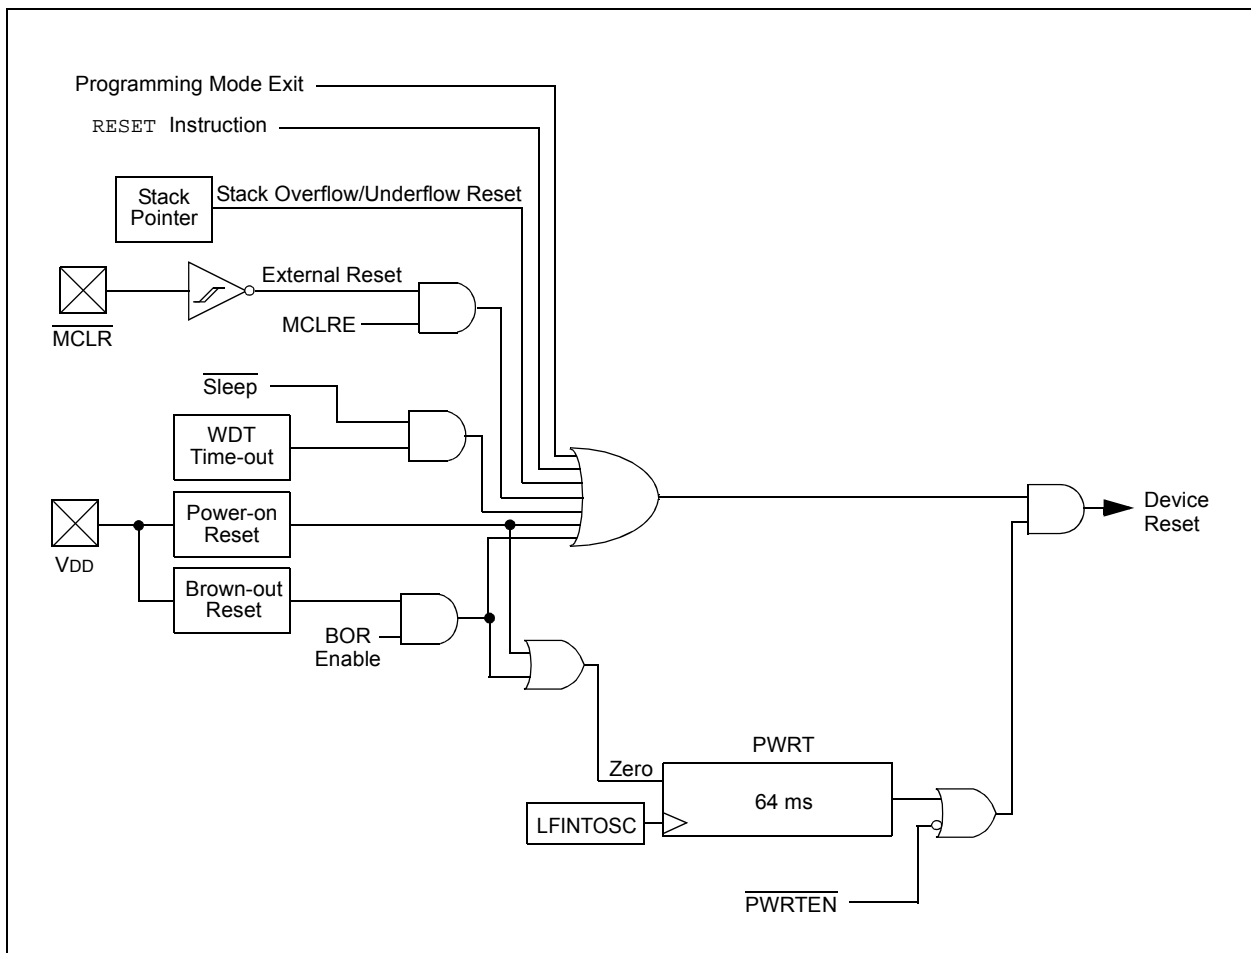 Programming Mode Exit
RESET Instruction
Stack
Pointer
Stack Overflow/Underflow Reset
External Reset
MCLR
MCLRE
Sleep
WDT
Time-out
Power-on
Reset
VDD
Brown-out
Reset
BOR
Enable
Device
Reset
PWRT
Zero
64 ms
LFINTOSC
PWRTEN